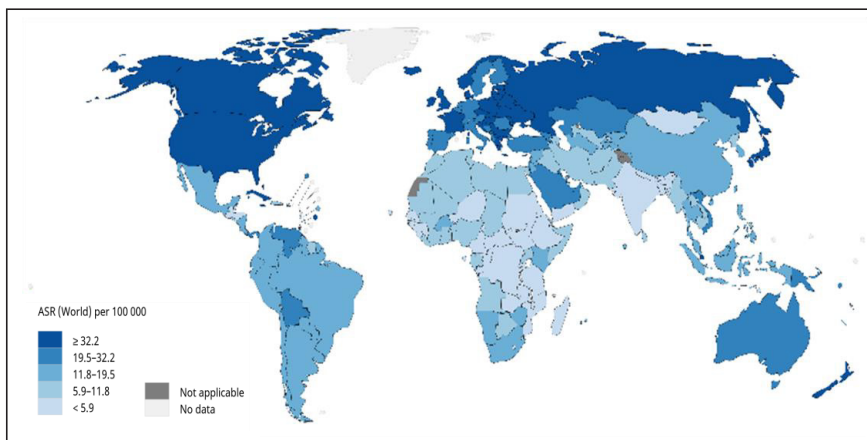 ASR (World) per 100 000
≥ 32.2
19.5–32.2
11.8–19.5
5.9–11.8
< 5.9
Not applicable
No data